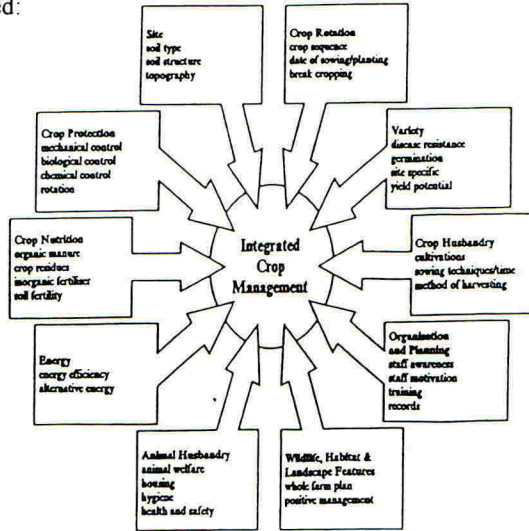 ed:
Site
soil type
soil structure
topography
Crop Rotation
crop sequence
date of sowing/planting
break cropping
Crop Protection
mechanical control
biological control
chemical control
rotation
Variety
disease resistance
germination
site specific
yield potential
Crop Nutrition
organic manure
crop residues
inorganic fertiliser
soil fertility
Integrated
Crop
Management
Crop Husbandry
cultivations
sowing techniques/time
method of harvesting
Energy
energy efficiency
alternative energy
Organisation
and Planning
staff awareness
staff motivation
training
records
Animal Husbandry
animal welfare
housing
hygiene
health and safety
Wildlife, Habitat &
Landscape Features
whole farm plan
positive management